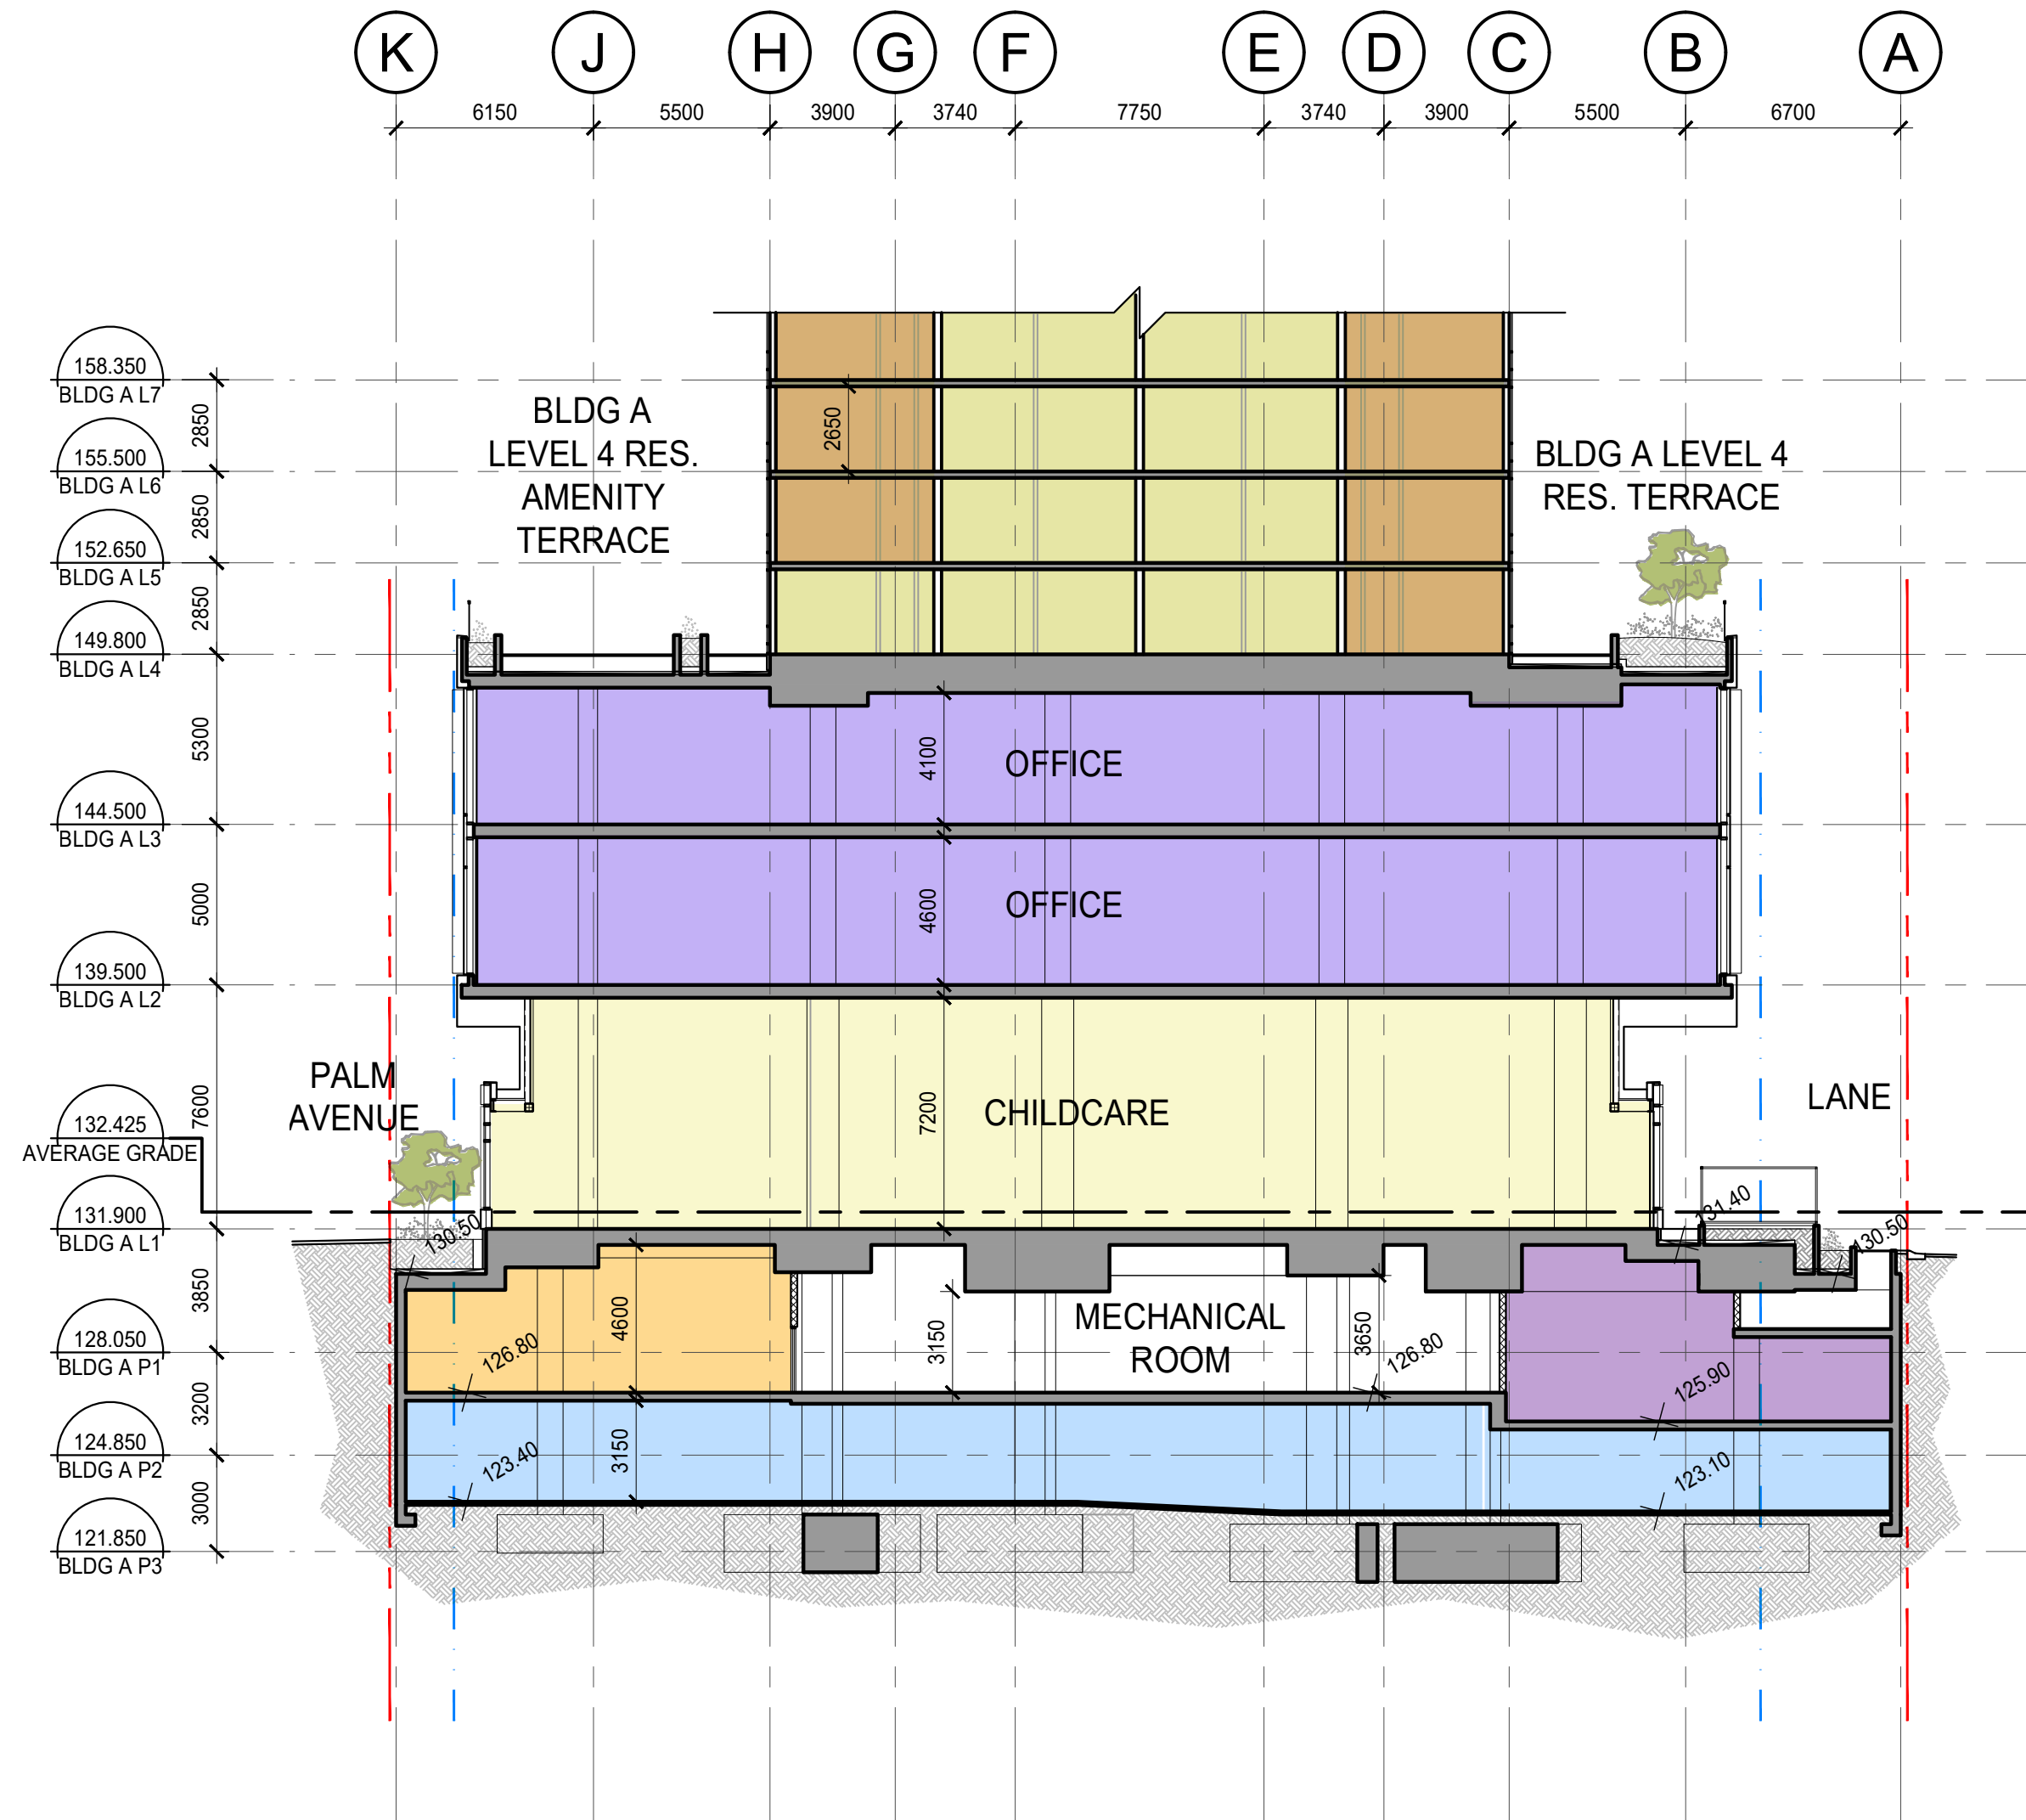 K J H G F E D C B A
6150 5500 3900 3740 7750 3740 3900 5500 6700
158.350
BLDG A L7
2850
155.500
BLDG A L6
2850
152.650
BLDG A L5
2850
149.800
BLDG A L4
5300
144.500
BLDG A L3
5000
139.500
BLDG A L2
7600
132.425
AVERAGE GRADE
131.900
BLDG A L1
3850
128.050
BLDG A P1
3200
124.850
BLDG A P2
3000
121.850
BLDG A P3
BLDG A
LEVEL 4 RES.
AMENITY
TERRACE
2650
BLDG A LEVEL 4
RES. TERRACE
4100
OFFICE
4600
OFFICE
PALM
AVENUE
7200
CHILDCARE
LANE
130.50
131.40
130.50
126.80
4600
3150
MECHANICAL
ROOM
3650
126.80
125.90
123.40
3150
123.10